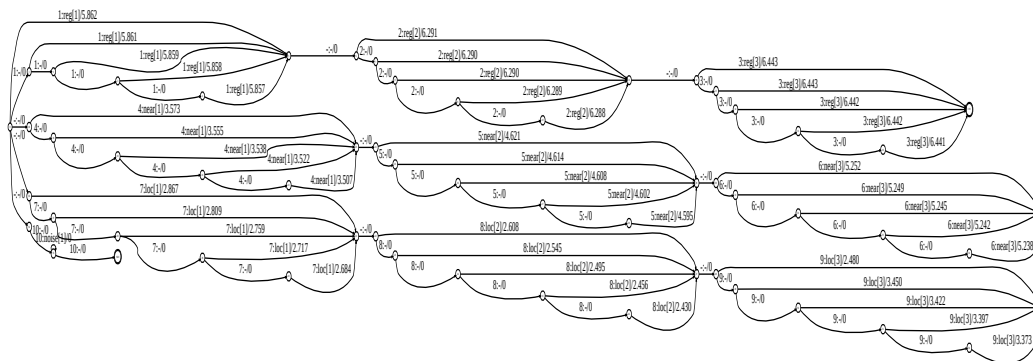 1:reg[1]/5.862
1:reg[1]/5.861
1:reg[1]/5.859
1:reg[1]/5.858
1:reg[1]/5.857
1:-/0
1:-/0
1:-/0
1:-/0
-:-/0
2:-/0
2:reg[2]/6.291
2:reg[2]/6.290
2:reg[2]/6.290
2:reg[2]/6.289
2:reg[2]/6.288
2:-/0
2:-/0
2:-/0
-:-/0
3:-/0
3:reg[3]/6.443
3:reg[3]/6.443
3:reg[3]/6.442
3:reg[3]/6.442
3:reg[3]/6.441
3:-/0
3:-/0
3:-/0
-:-/0
-:-/0
4:near[1]/3.573
4:near[1]/3.555
4:near[1]/3.538
4:near[1]/3.522
4:near[1]/3.507
4:-/0
4:-/0
4:-/0
4:-/0
-:-/0
5:-/0
5:near[2]/4.621
5:near[2]/4.614
5:near[2]/4.608
5:near[2]/4.602
5:near[2]/4.595
5:-/0
5:-/0
5:-/0
-:-/0
6:-/0
6:near[3]/5.252
6:near[3]/5.249
6:near[3]/5.245
6:near[3]/5.242
6:near[3]/5.238
6:-/0
6:-/0
6:-/0
-:-/0
7:loc[1]/2.867
7:loc[1]/2.809
7:loc[1]/2.759
7:loc[1]/2.717
7:loc[1]/2.684
7:-/0
7:-/0
7:-/0
7:-/0
10:-/0
10:noise[1]/0
10:-/0
-:-/0
8:-/0
8:loc[2]/2.608
8:loc[2]/2.545
8:loc[2]/2.495
8:loc[2]/2.456
8:loc[2]/2.430
8:-/0
8:-/0
8:-/0
-:-/0
9:-/0
9:loc[3]/2.480
9:loc[3]/3.450
9:loc[3]/3.422
9:loc[3]/3.397
9:loc[3]/3.373
9:-/0
9:-/0
9:-/0